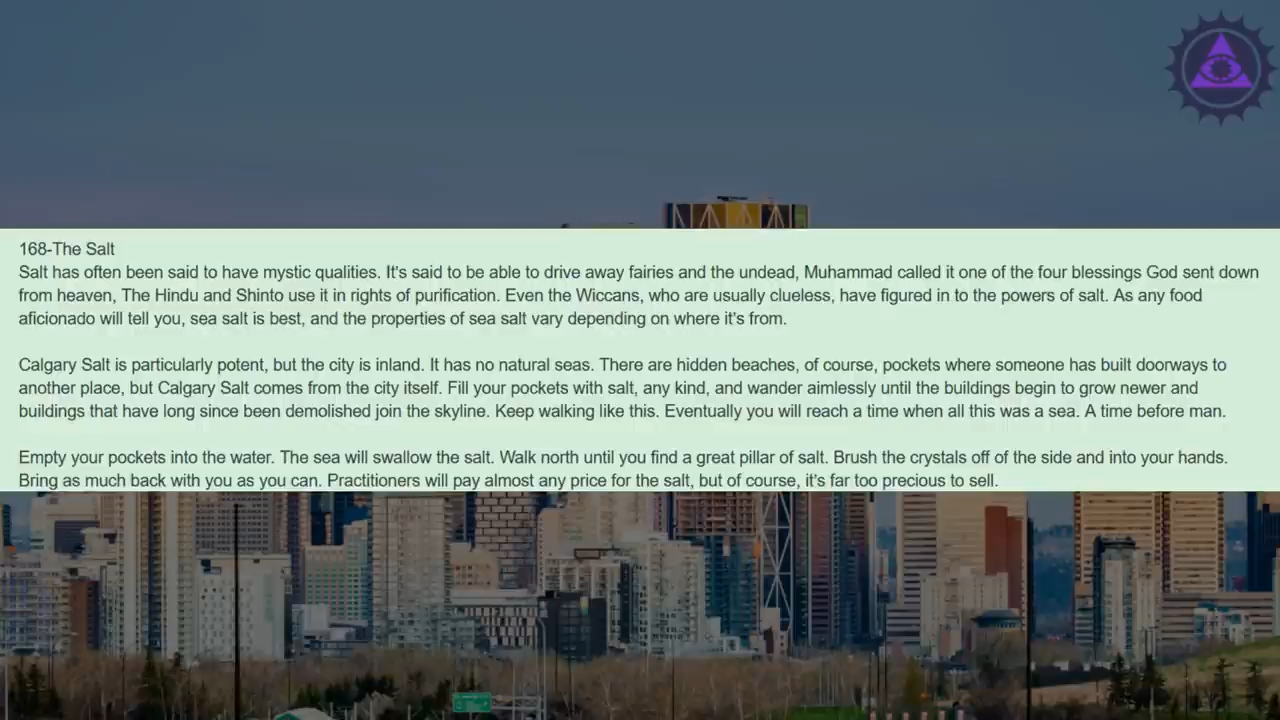 168-The Salt
Salt has often been said to have mystic qualities. It's said to be able to drive away fairies and the undead, Muhammad called it one of the four blessings God sent down
from heaven, The Hindu and Shinto use it in rights of purification. Even the Wiccans, who are usually clueless, have figured in to the powers of salt. As any food
aficionado will tell you, sea salt is best, and the properties of sea salt vary depending on where it's from.
Calgary Salt is particularly potent, but the city is inland. It has no natural seas. There are hidden beaches, of course, pockets where someone has built doorways to
another place, but Calgary Salt comes from the city itself. Fill your pockets with salt, any kind, and wander aimlessly until the buildings begin to grow newer and
buildings that have long since been demolished join the skyline. Keep walking like this. Eventually you will reach a time when all this was a sea. A time before man.
Empty your pockets into the water. The sea will swallow the salt. Walk north until you find a great pillar of salt. Brush the crystals off of the side and into your hands.
Bring as much back with you as you can. Practitioners will pay almost any price for the salt, but of course, it's far too precious to sell.